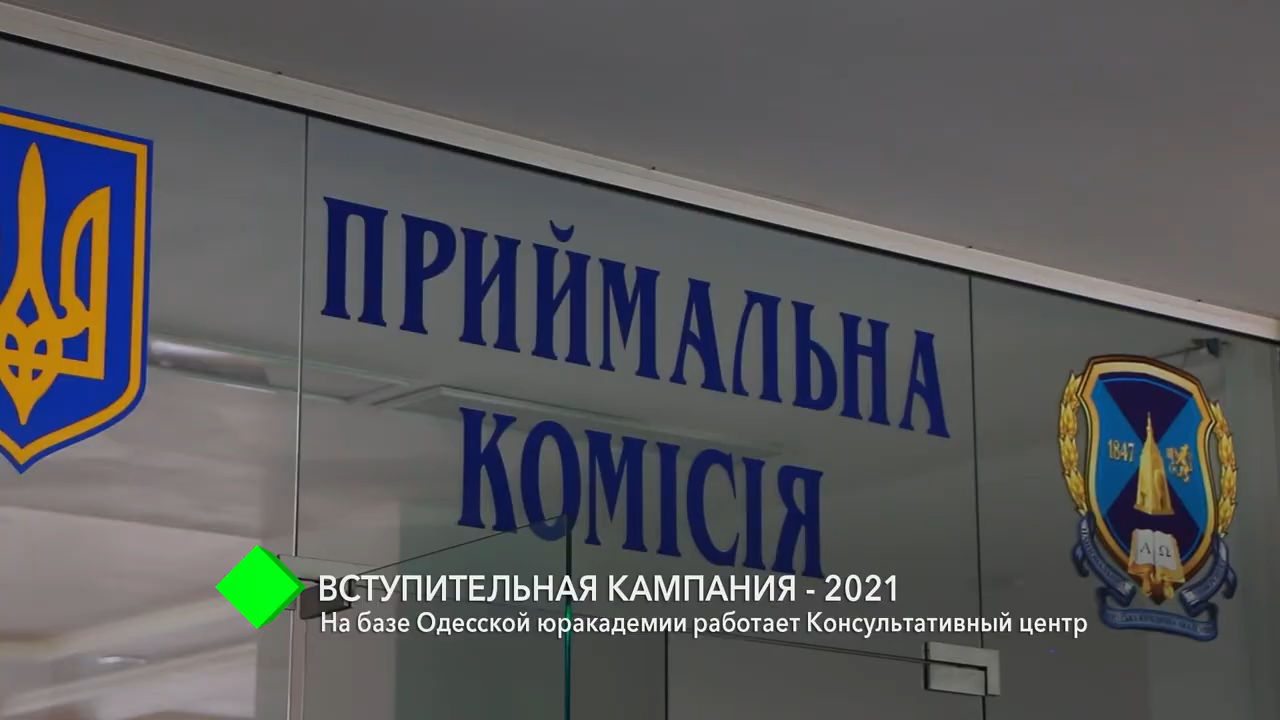 ПРИЙМАЛЬНА
КОМІСІЯ
1847
Α Ω
ВСТУПИТЕЛЬНАЯ КАМПАНИЯ - 2021
На базе Одесской юракадемии работает Консультативный центр